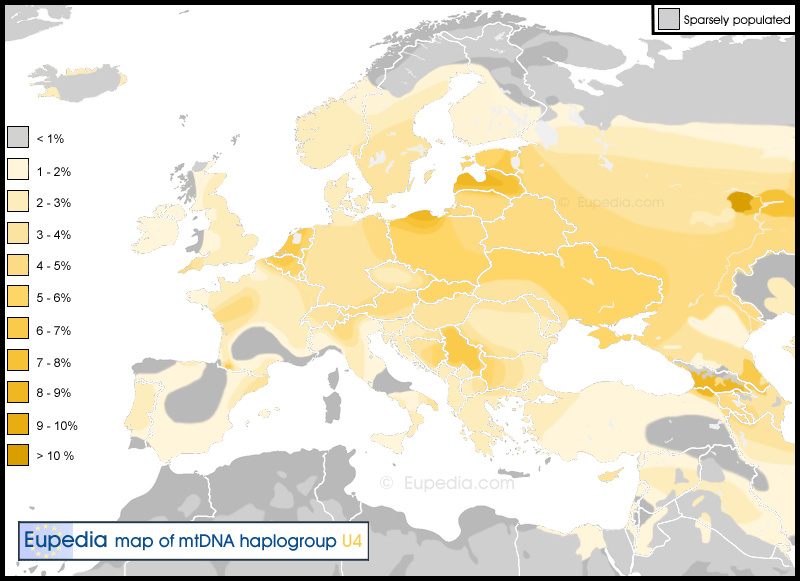 Sparsely populated
< 1%
1 - 2%
2 - 3%
3 - 4%
4 - 5%
5 - 6%
6 - 7%
7 - 8%
8 - 9%
9 - 10%
> 10 %
© Eupedia.com
© Eupedia.com
Eupedia map of mtDNA haplogroup U4